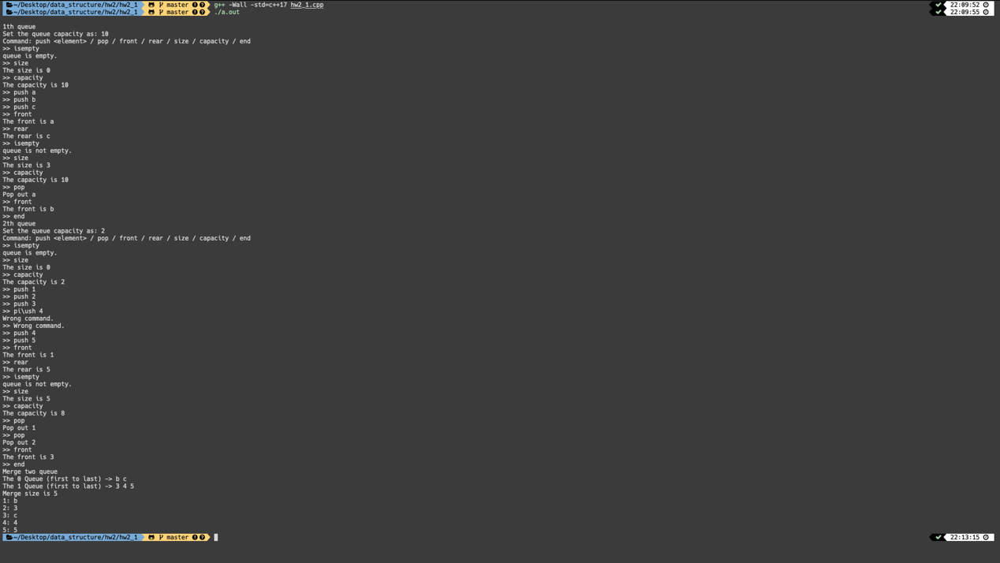 ~/Desktop/data_structure/hw2/hw2_1 master g++ -Wall -std=c++17 hw2_1.cpp 22:09:52
~/Desktop/data_structure/hw2/hw2_1 master ./a.out 22:09:55
1th queue
Set the queue capacity as: 10
Command: push <element> / pop / front / rear / size / capacity / end
>> isempty
queue is empty.
>> size
The size is 0
>> capacity
The capacity is 10
>> push a
>> push b
>> push c
>> front
The front is a
>> rear
The rear is c
>> isempty
queue is not empty.
>> size
The size is 3
>> capacity
The capacity is 10
>> pop
Pop out a
>> front
The front is b
>> end
2th queue
Set the queue capacity as: 2
Command: push <element> / pop / front / rear / size / capacity / end
>> isempty
queue is empty.
>> size
The size is 0
>> capacity
The capacity is 2
>> push 1
>> push 2
>> push 3
>> pi\ush 4
Wrong command.
>> Wrong command.
>> push 4
>> push 5
>> front
The front is 1
>> rear
The rear is 5
>> isempty
queue is not empty.
>> size
The size is 5
>> capacity
The capacity is 8
>> pop
Pop out 1
>> pop
Pop out 2
>> front
The front is 3
>> end
Merge two queue
The 0 Queue (first to last) -> b c
The 1 Queue (first to last) -> 3 4 5
Merge size is 5
1: b
2: 3
3: c
4: 4
5: 5
~/Desktop/data_structure/hw2/hw2_1 master 22:13:15